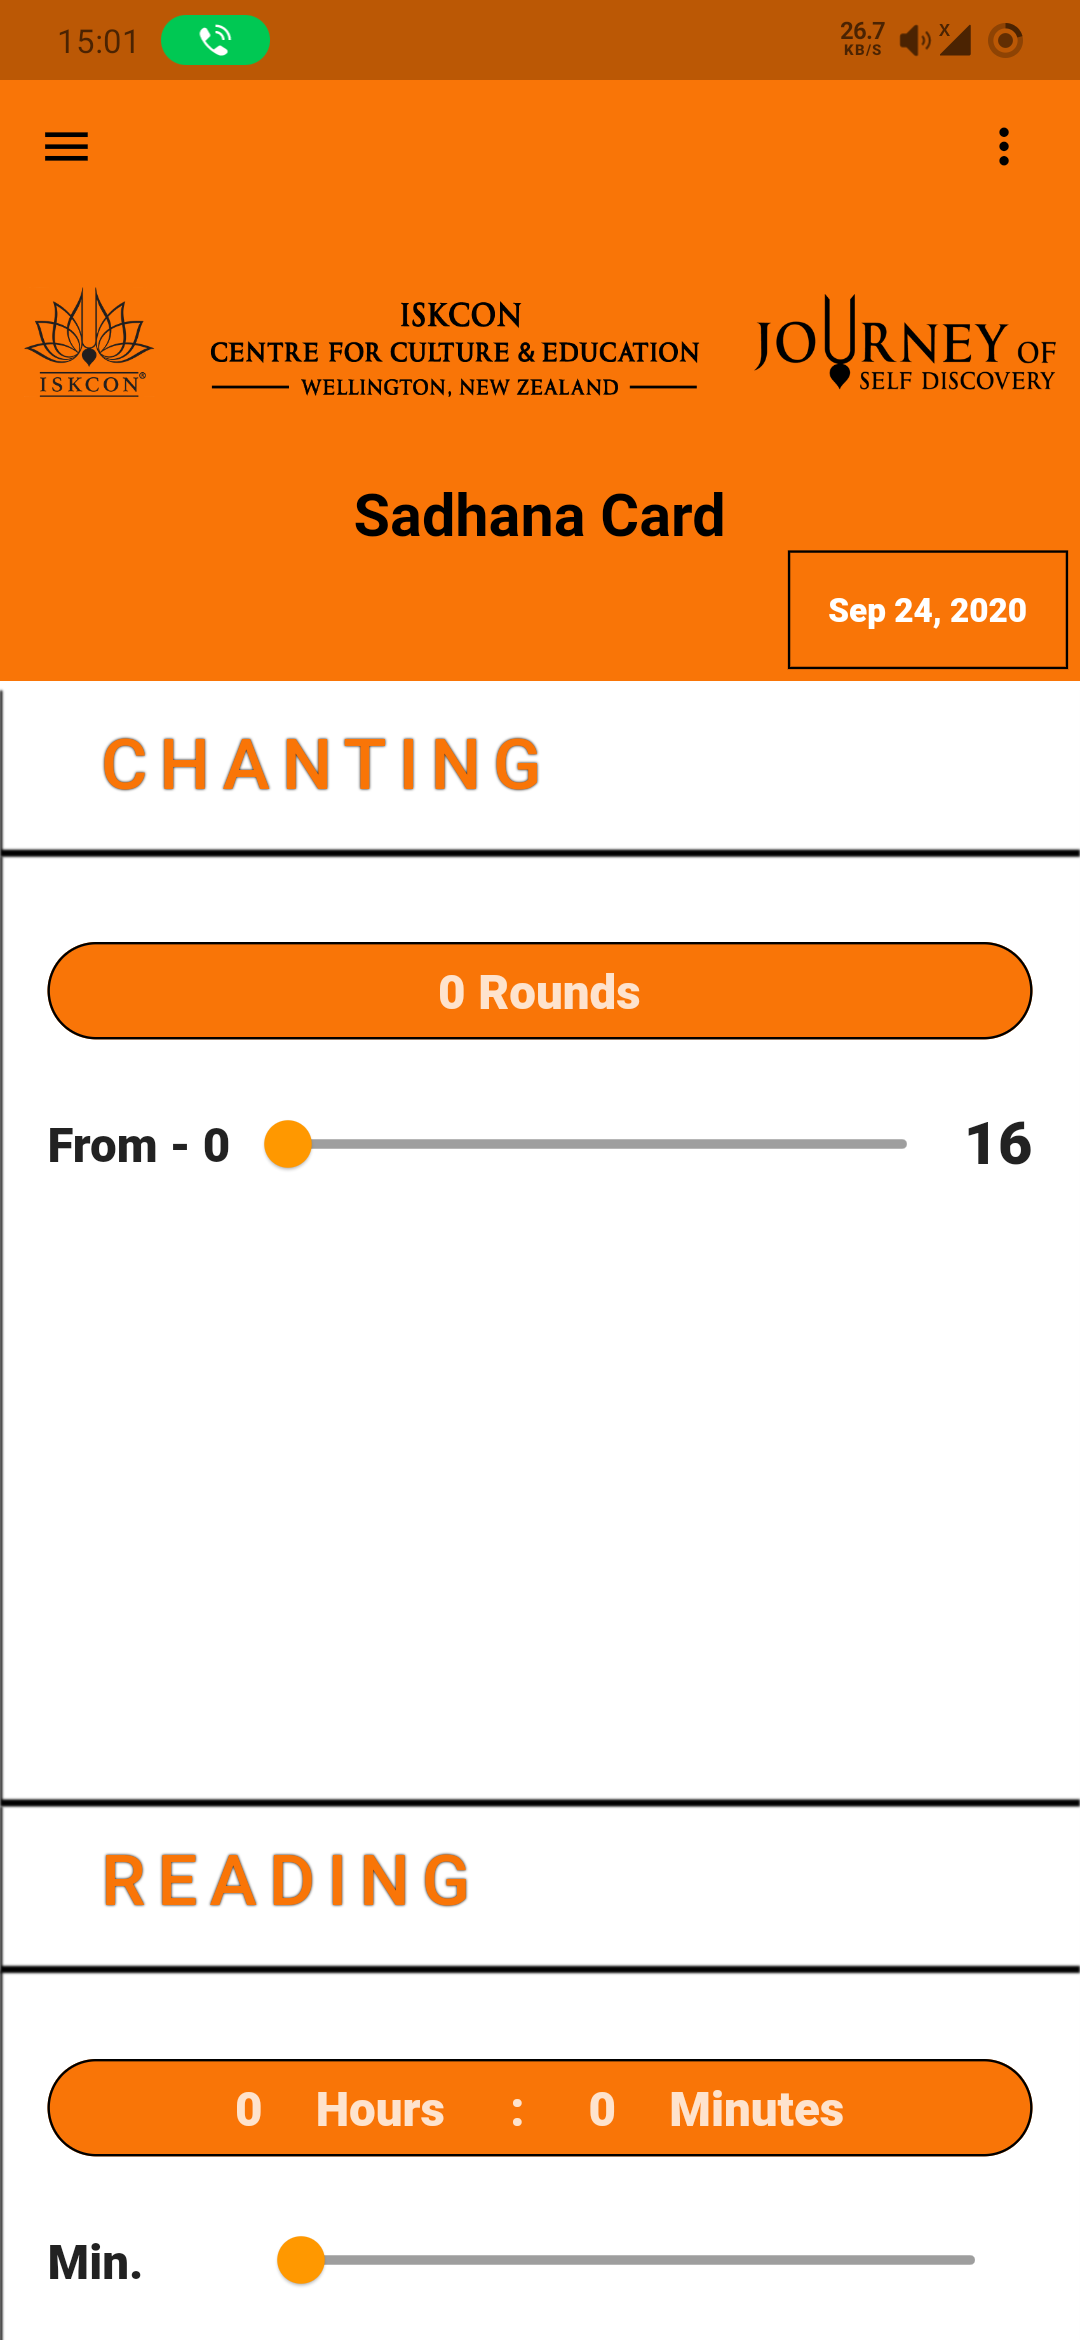 15:01
26.7
KB/S
X
ISKCON®
ISKCON
CENTRE FOR CULTURE & EDUCATION
WELLINGTON, NEW ZEALAND
JOURNEY OF
SELF DISCOVERY
Sadhana Card
Sep 24, 2020
CHANTING
0 Rounds
From - 0
16
READING
0 Hours : 0 Minutes
Min.